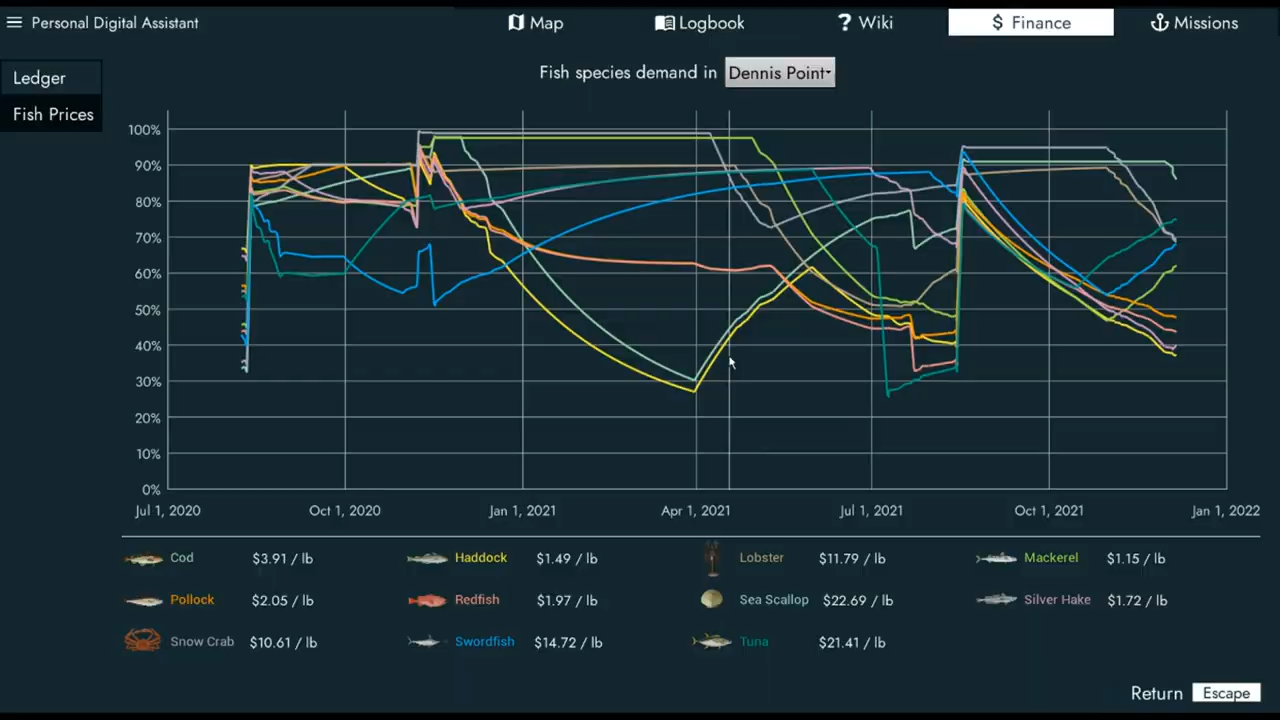 Personal Digital Assistant
Map
Logbook
? Wiki
$ Finance
Missions
Ledger
Fish Prices
Fish species demand in Dennis Point
100%
90%
80%
70%
60%
50%
40%
30%
20%
10%
0%
Jul 1, 2020 Oct 1, 2020 Jan 1, 2021 Apr 1, 2021 Jul 1, 2021 Oct 1, 2021 Jan 1, 2022
Cod $3.91 / lb Haddock $1.49 / lb Lobster $11.79 / lb Mackerel $1.15 / lb
Pollock $2.05 / lb Redfish $1.97 / lb Sea Scallop $22.69 / lb Silver Hake $1.72 / lb
Snow Crab $10.61 / lb Swordfish $14.72 / lb Tuna $21.41 / lb
Return Escape